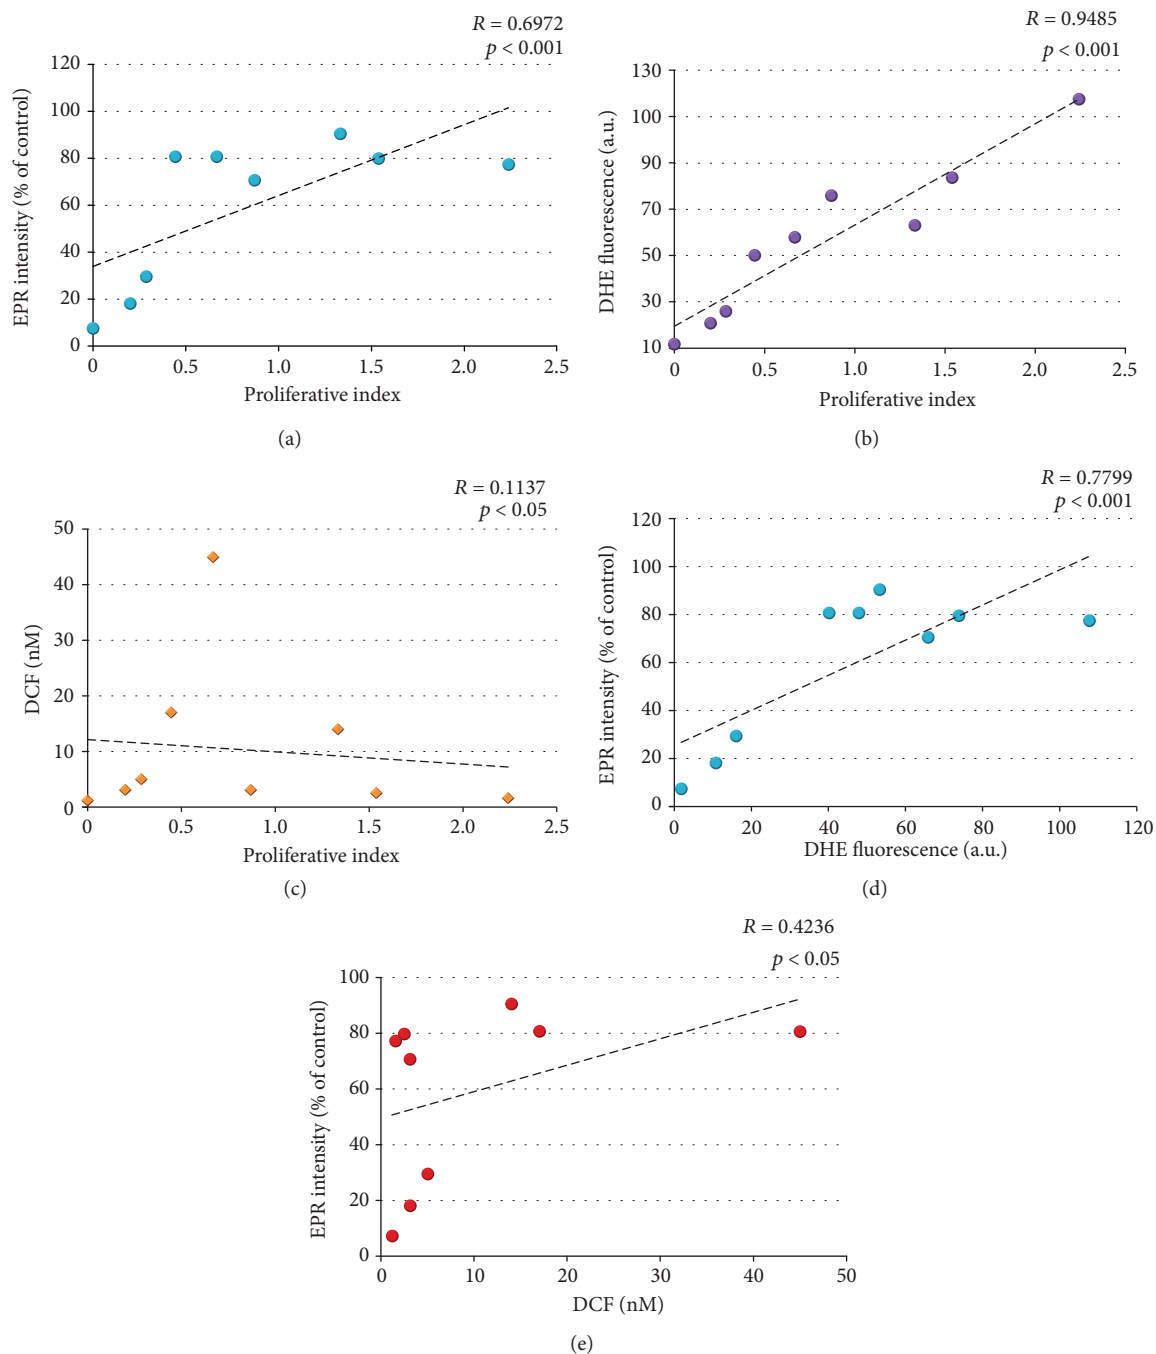 R = 0.6972
p < 0.001
EPR intensity (% of control)
120
100
80
60
40
20
0
0 0.5 1.0 1.5 2.0 2.5
Proliferative index
(a)
R = 0.9485
p < 0.001
DHE fluorescence (a.u.)
130
100
90
70
50
30
10
0 0.5 1.0 1.5 2.0 2.5
Proliferative index
(b)
R = 0.1137
p < 0.05
DCF (nM)
50
40
30
20
10
0
0 0.5 1.0 1.5 2.0 2.5
Proliferative index
(c)
R = 0.7799
p < 0.001
EPR intensity (% of control)
120
100
80
60
40
20
0
0 20 40 60 80 100 120
DHE fluorescence (a.u.)
(d)
R = 0.4236
p < 0.05
EPR intensity (% of control)
100
80
60
40
20
0
0 10 20 30 40 50
DCF (nM)
(e)